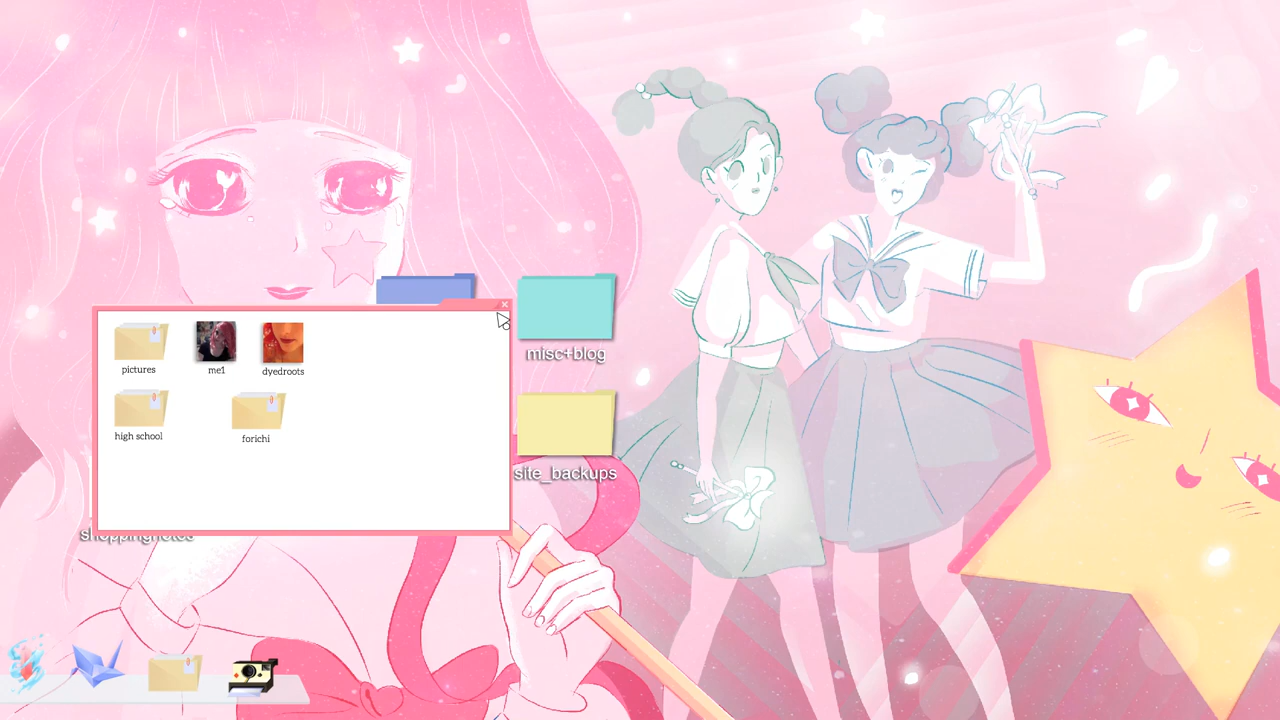 misc+blog
pictures
me1
dyedroots
high school
forichi
site_backups
shoppingnotes